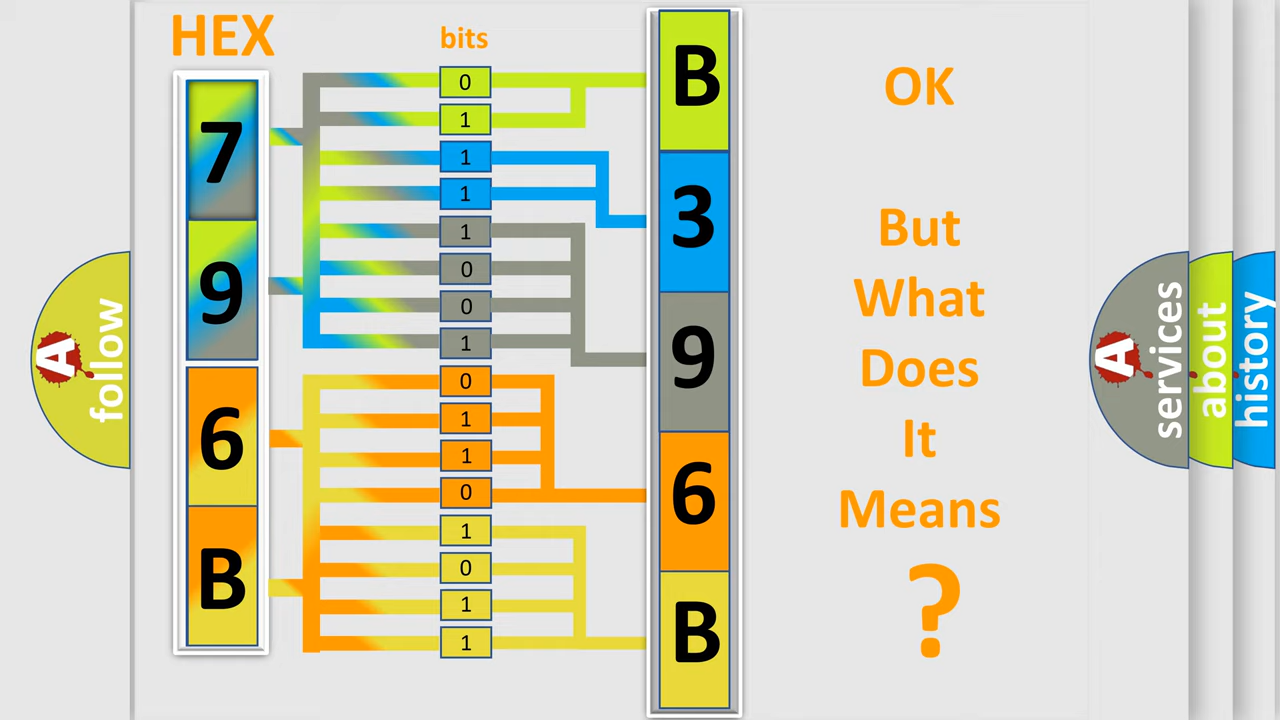 HEX
bits
7
9
6
B
0
1
1
1
1
0
0
1
0
1
1
0
1
0
1
1
B
3
9
6
B
OK
But
What
Does
It
Means
?
A
follow
A
services
about
history